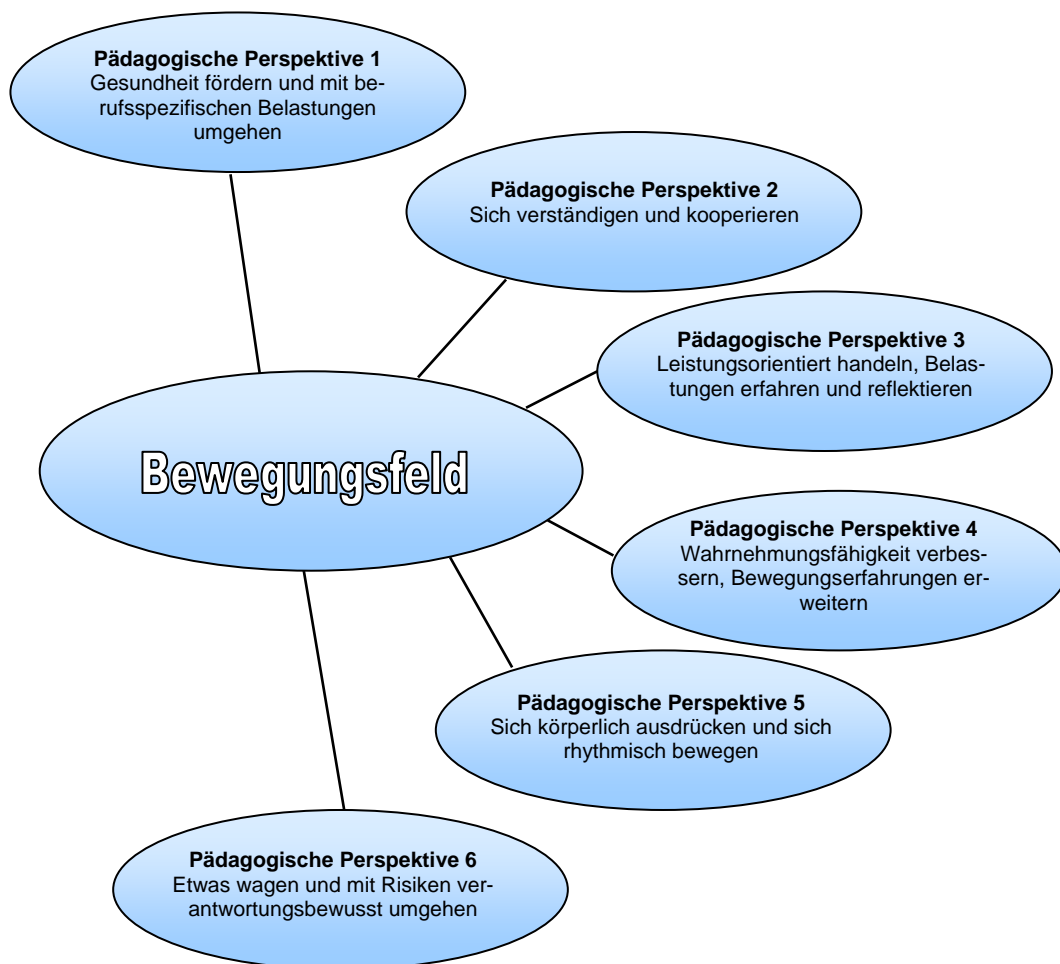 Pädagogische Perspektive 1
Gesundheit fördern und mit be-
rufsspezifischen Belastungen
umgehen
Pädagogische Perspektive 2
Sich verständigen und kooperieren
Pädagogische Perspektive 3
Leistungsorientiert handeln, Belas-
tungen erfahren und reflektieren
Bewegungsfeld
Pädagogische Perspektive 4
Wahrnehmungsfähigkeit verbes-
sern, Bewegungserfahrungen er-
weitern
Pädagogische Perspektive 5
Sich körperlich ausdrücken und sich
rhythmisch bewegen
Pädagogische Perspektive 6
Etwas wagen und mit Risiken ver-
antwortungsbewusst umgehen